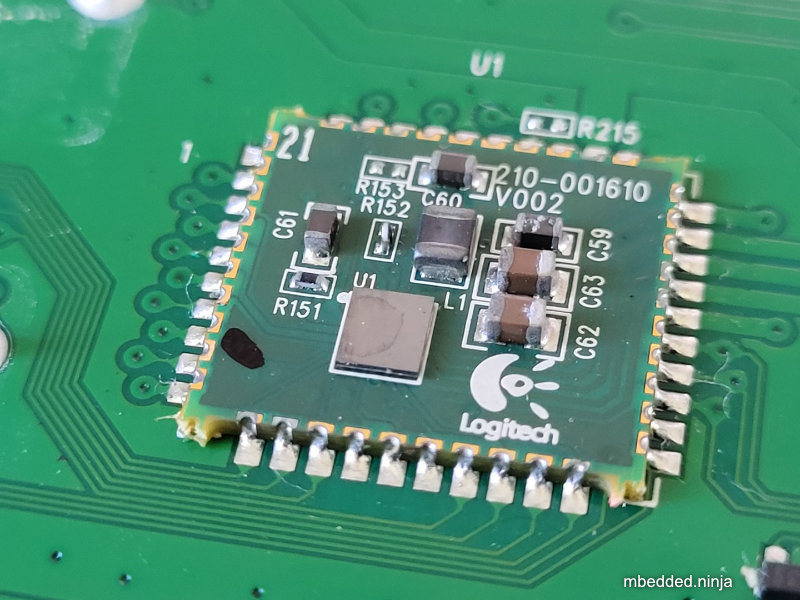 U1
R215
1
21
210-001610
V002
R153
C60
R152
C61
C59
U1
L1
C63
R151
C62
Logitech
mbedded.ninja